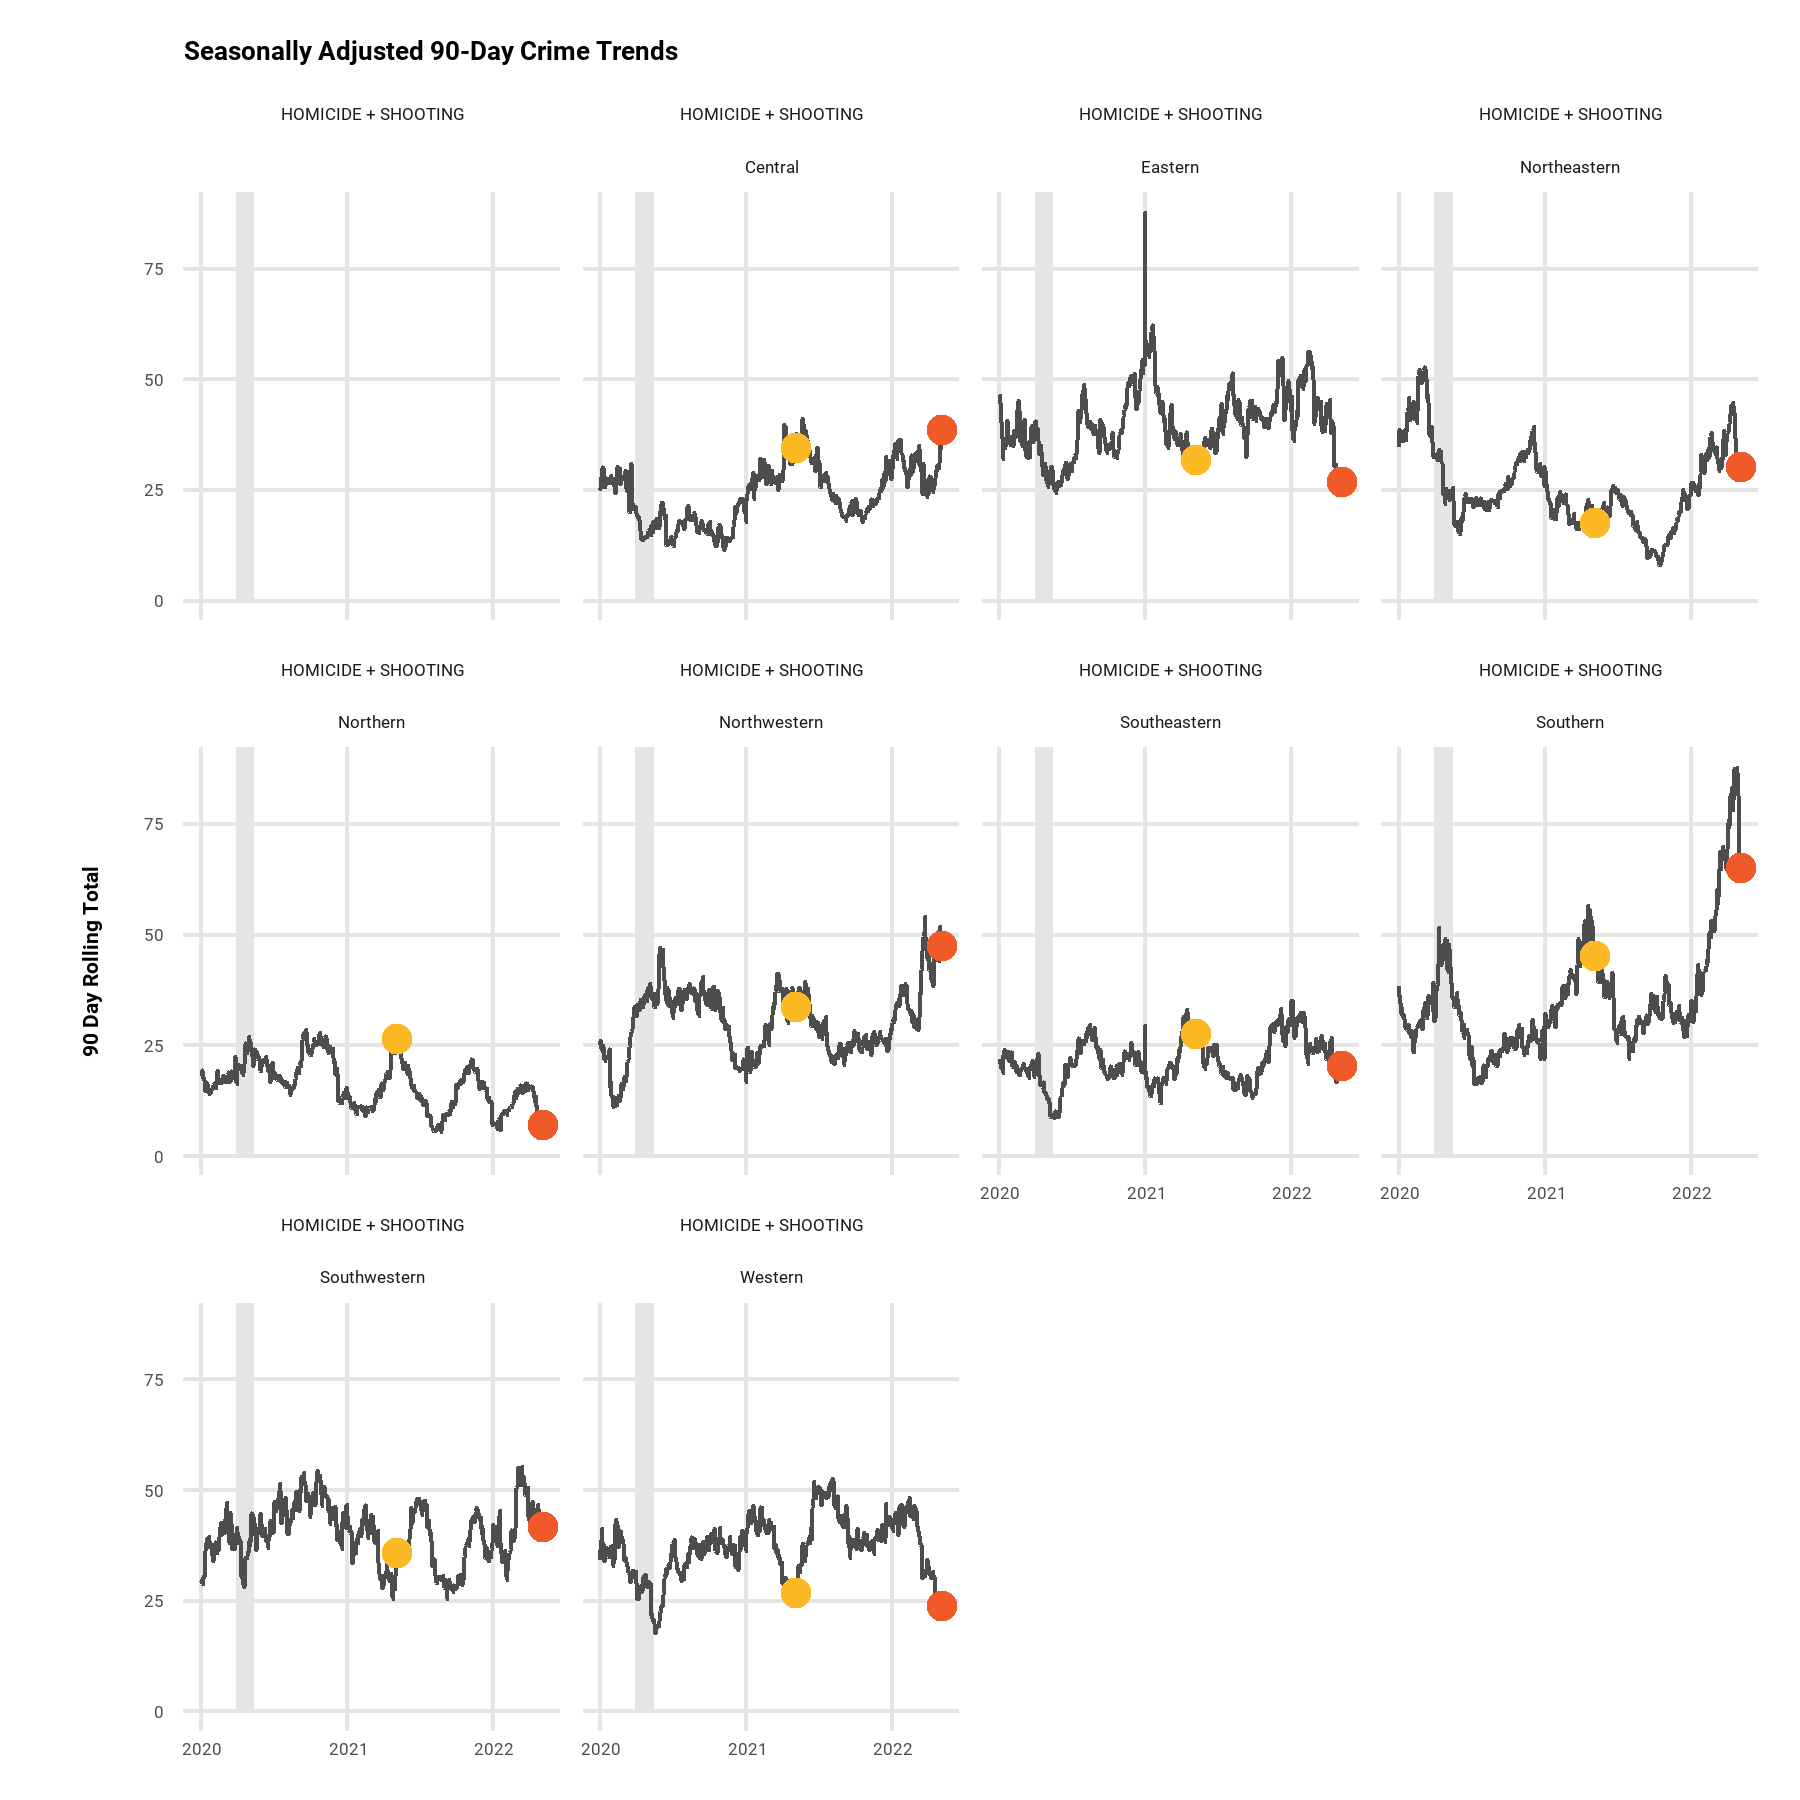 Seasonally Adjusted 90-Day Crime Trends
HOMICIDE + SHOOTING
HOMICIDE + SHOOTING
HOMICIDE + SHOOTING
HOMICIDE + SHOOTING
Central
Eastern
Northeastern
75
50
25
0
HOMICIDE + SHOOTING
HOMICIDE + SHOOTING
HOMICIDE + SHOOTING
HOMICIDE + SHOOTING
Northern
Northwestern
Southeastern
Southern
90 Day Rolling Total
75
50
25
0
2020
2021
2022
2020
2021
2022
HOMICIDE + SHOOTING
HOMICIDE + SHOOTING
Southwestern
Western
75
50
25
0
2020
2021
2022
2020
2021
2022